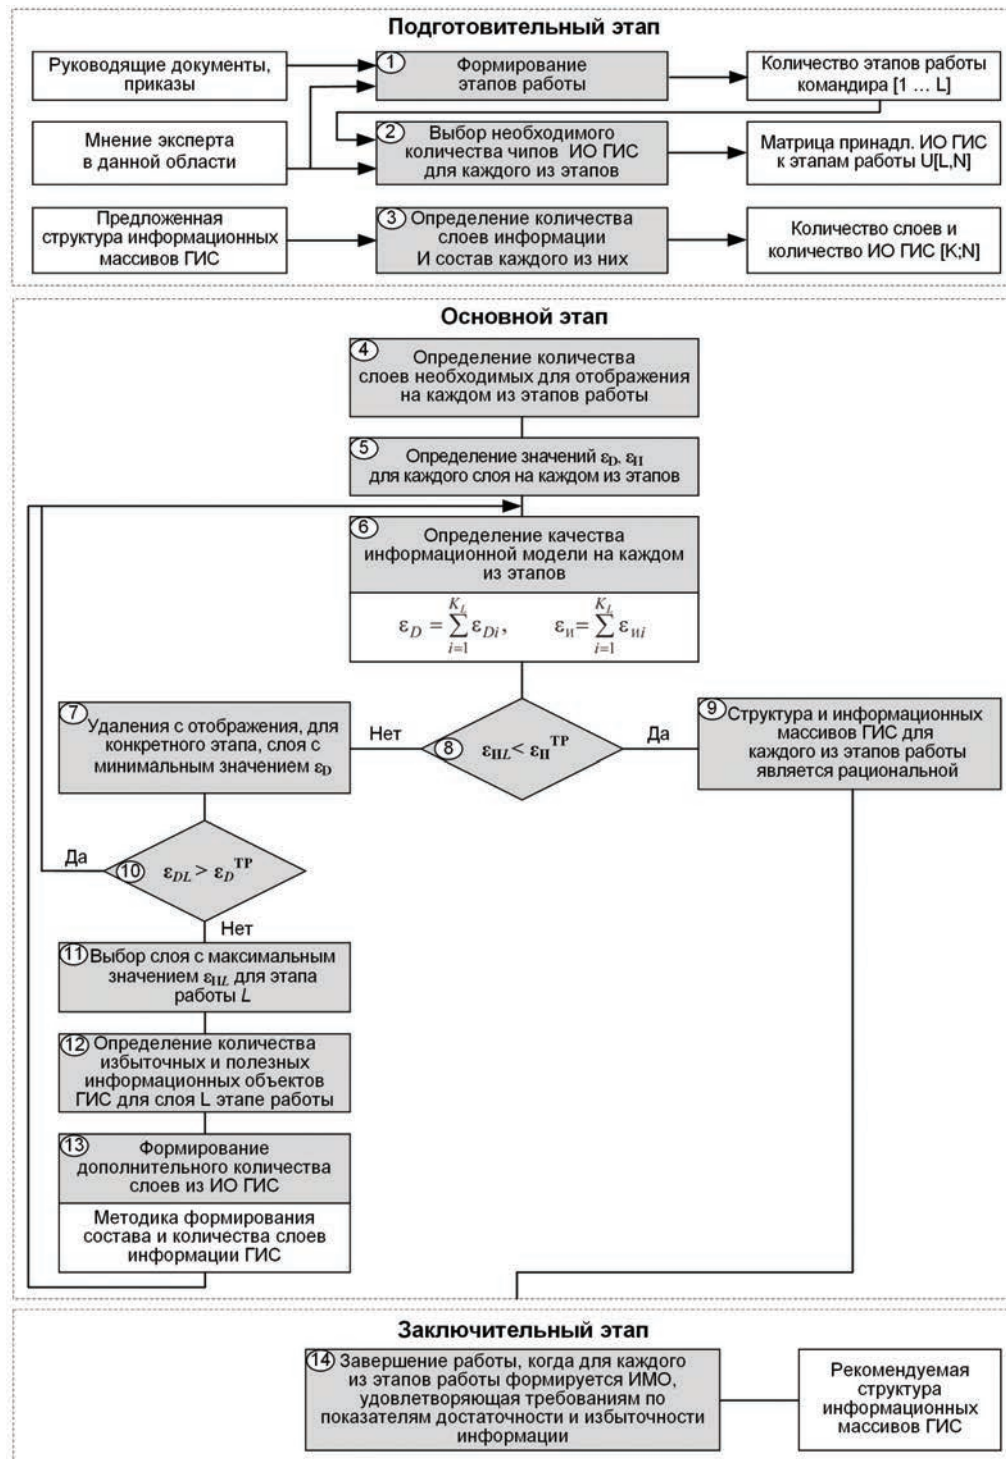 Подготовительный этап
Руководящие документы,
приказы
1
Формирование
этапов работы
Количество этапов работы
командира [1 ... L]
Мнение эксперта
в данной области
2
Выбор необходимого
количества чипов ИО ГИС
для каждого из этапов
Матрица принадл. ИО ГИС
к этапам работы U[L,N]
Предложенная
структура информационных
массивов ГИС
3
Определение количества
слоев информации
И состав каждого из них
Количество слоев и
количество ИО ГИС [K;N]
Основной этап
4
Определение количества
слоев необходимых для отображения
на каждом из этапов работы
5
Определение значений ε_D, ε_И
для каждого слоя на каждом из этапов
6
Определение качества
информационной модели на каждом
из этапов
ε_D = ∑_{i=1}^{K_L} ε_{Di}, ε_и = ∑_{i=1}^{K_L} ε_{иi}
7
Удаления с отображения, для
конкретного этапа, слоя с
минимальным значением ε_D
Нет
8
ε_{ИL} < ε_И^{ТР}
Да
9
Структура и информационных
массивов ГИС для
каждого из этапов работы
является рациональной
Да
10
ε_{DL} > ε_D^{ТР}
Нет
11
Выбор слоя с максимальным
значением ε_{ИL} для этапа
работы L
12
Определение количества
избыточных и полезных
информационных объектов
ГИС для слоя L этапе работы
13
Формирование
дополнительного количества
слоев из ИО ГИС
Методика формирования
состава и количества слоев
информации ГИС
Заключительный этап
14
Завершение работы, когда для каждого
из этапов работы формируется ИМО,
удовлетворяющая требованиям по
показателям достаточности и избыточности
информации
Рекомендуемая
структура
информационных
массивов ГИС